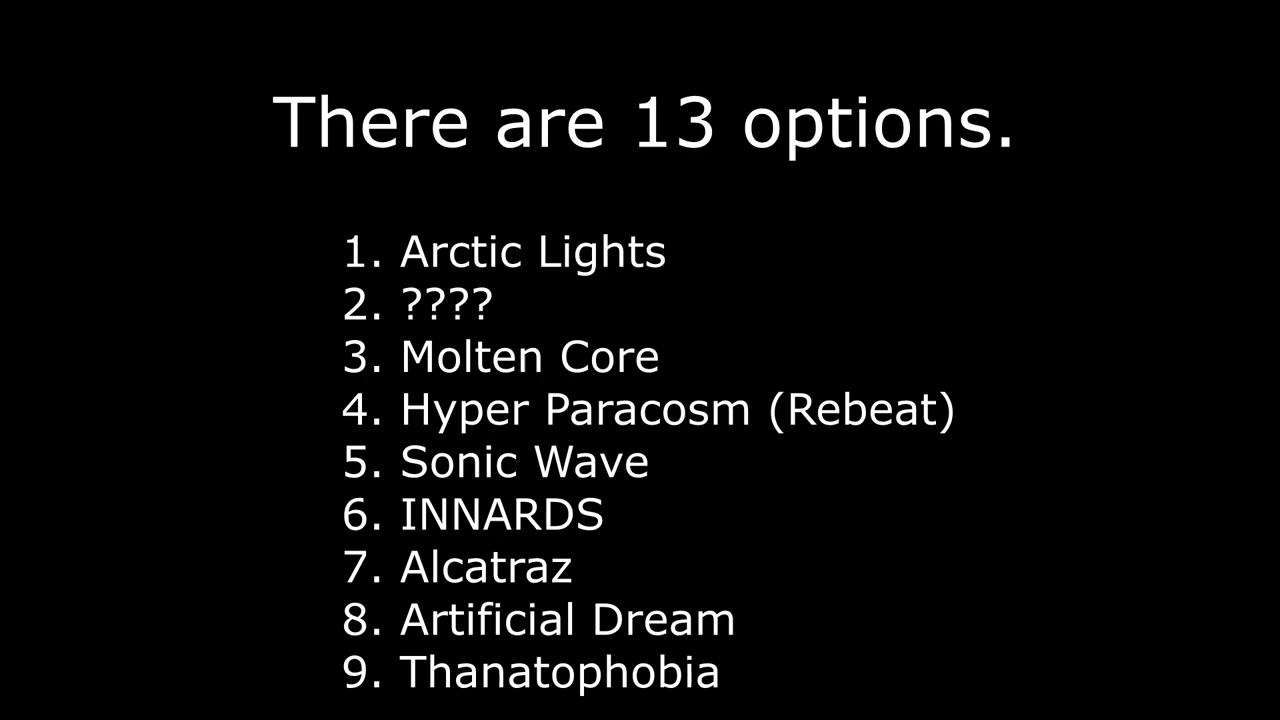 There are 13 options.
1. Arctic Lights
2. ????
3. Molten Core
4. Hyper Paracosm (Rebeat)
5. Sonic Wave
6. INNARDS
7. Alcatraz
8. Artificial Dream
9. Thanatophobia